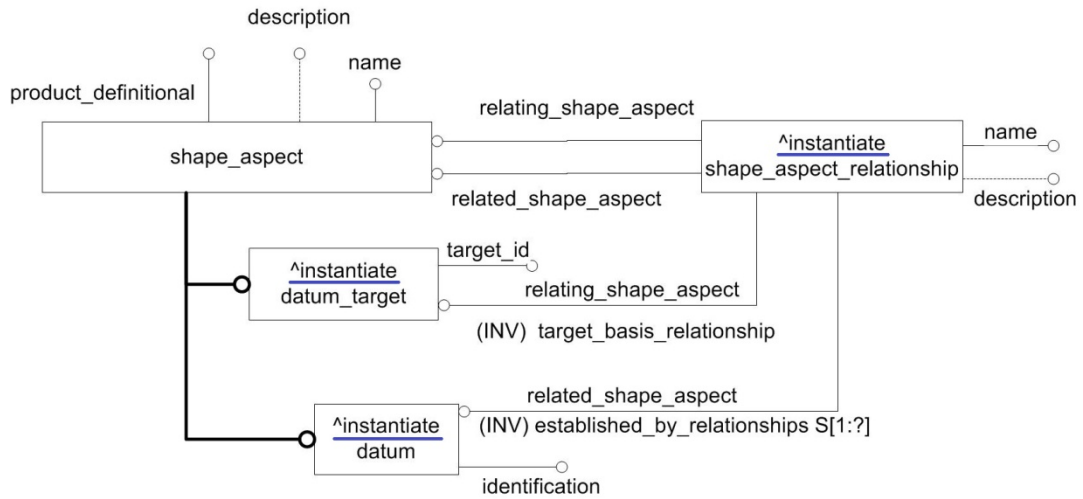 description
name
product_definitional
relating_shape_aspect
shape_aspect
^instantiate
shape_aspect_relationship
name
related_shape_aspect
description
target_id
^instantiate
datum_target
relating_shape_aspect
(INV) target_basis_relationship
related_shape_aspect
^instantiate
datum
(INV) established_by_relationships S[1:?]
identification